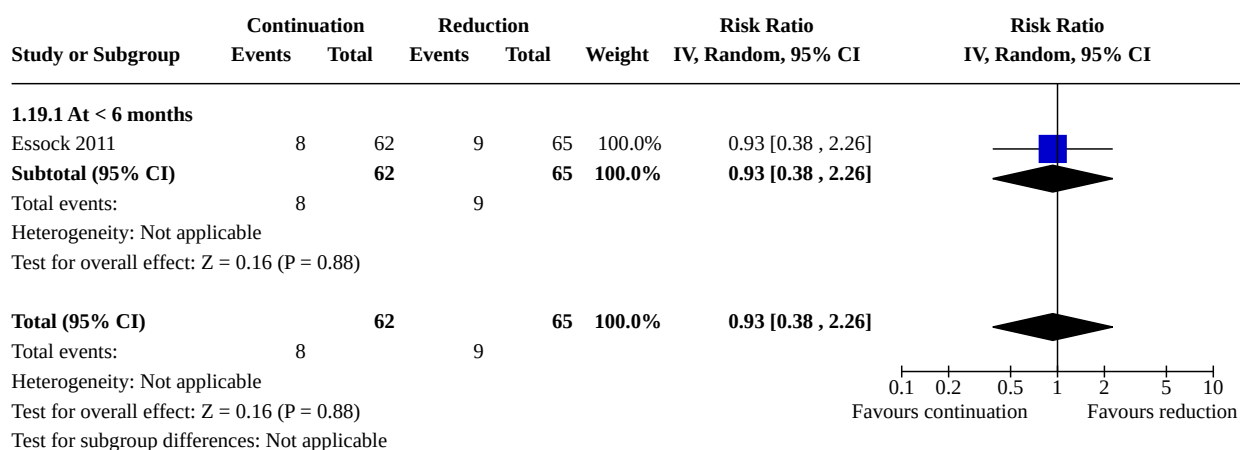 Continuation Reduction Risk Ratio Risk Ratio
Study or Subgroup Events Total Events Total Weight IV, Random, 95% CI IV, Random, 95% CI
1.19.1 At < 6 months
Essock 2011 8 62 9 65 100.0% 0.93 [0.38 , 2.26]
Subtotal (95% CI) 62 65 100.0% 0.93 [0.38 , 2.26]
Total events: 8 9
Heterogeneity: Not applicable
Test for overall effect: Z = 0.16 (P = 0.88)
Total (95% CI) 62 65 100.0% 0.93 [0.38 , 2.26]
Total events: 8 9
Heterogeneity: Not applicable
0.1 0.2 0.5 1 2 5 10
Test for overall effect: Z = 0.16 (P = 0.88)
Favours continuation Favours reduction
Test for subgroup differences: Not applicable